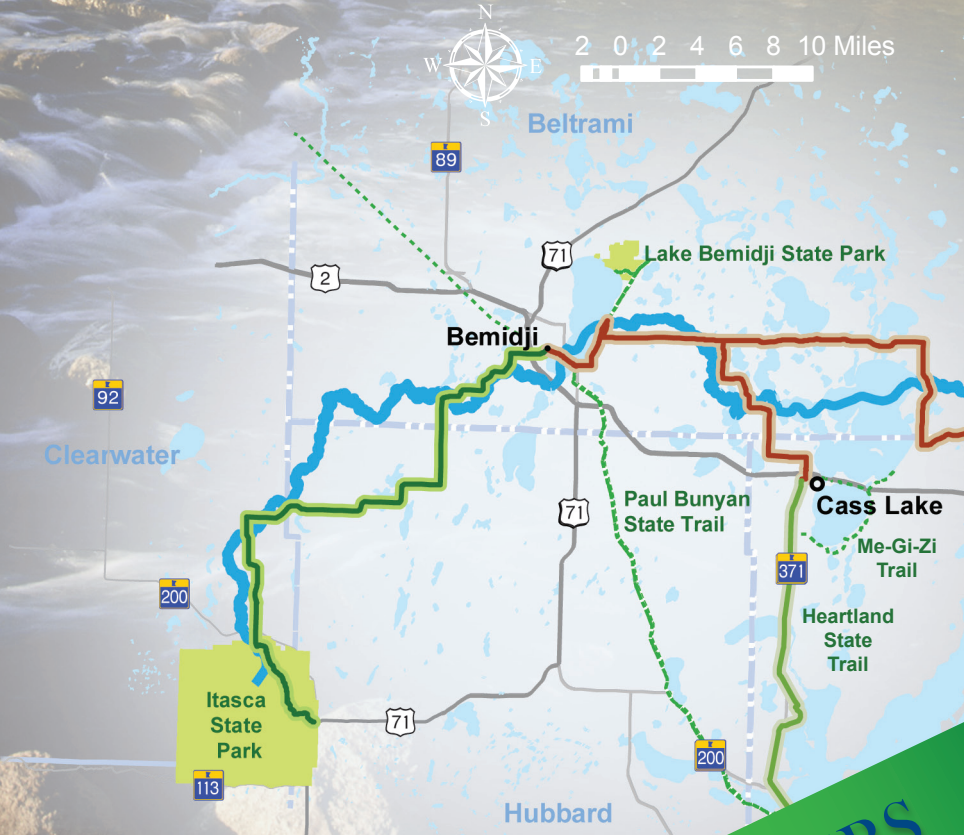 N
W
E
S
2 0 2 4 6 8 10 Miles
Beltrami
89
71
Lake Bemidji State Park
2
Bemidji
92
Clearwater
71
Paul Bunyan
State Trail
Cass Lake
Me-Gi-Zi
Trail
371
200
Heartland
State
Trail
Itasca
State
Park
71
200
113
Hubbard
RS